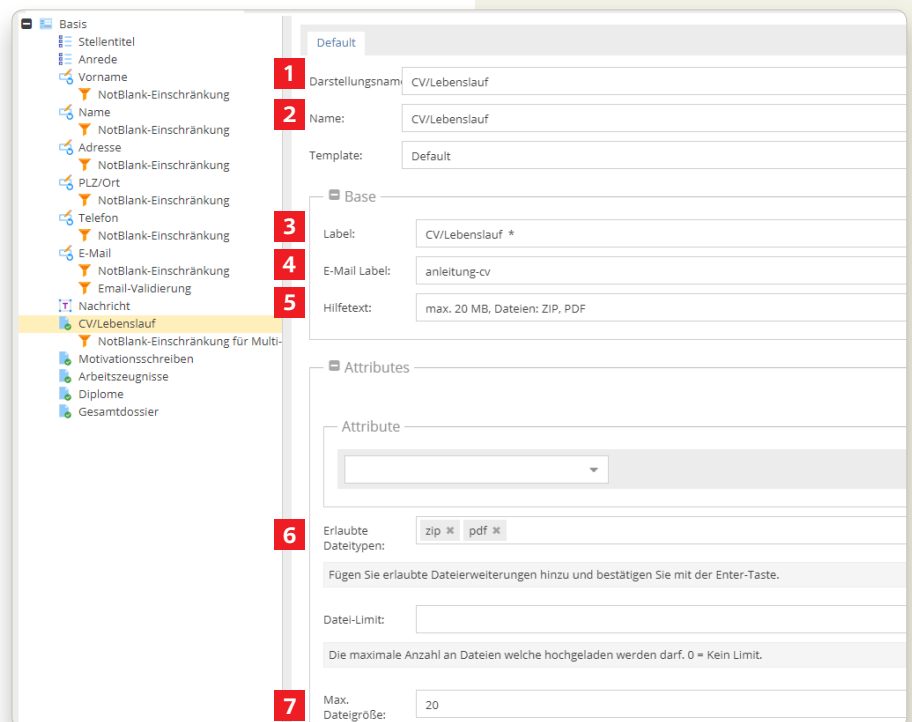 Basis
Stellentitel
Anrede
Vorname
NotBlank-Einschränkung
Name
NotBlank-Einschränkung
Adresse
NotBlank-Einschränkung
PLZ/Ort
NotBlank-Einschränkung
Telefon
NotBlank-Einschränkung
E-Mail
NotBlank-Einschränkung
Email-Validierung
T Nachricht
CV/Lebenslauf
NotBlank-Einschränkung für Multi-
Motivationsschreiben
Arbeitszeugnisse
Diplome
Gesamtdossier
Default
1 Darstellungsname CV/Lebenslauf
2 Name: CV/Lebenslauf
Template: Default
Base
3 Label: CV/Lebenslauf *
4 E-Mail Label: anleitung-cv
5 Hilfetext: max. 20 MB, Dateien: ZIP, PDF
Attributes
Attribute
6 Erlaubte Dateitypen: zip pdf
Fügen Sie erlaubte Dateierweiterungen hinzu und bestätigen Sie mit der Enter-Taste.
Datei-Limit:
Die maximale Anzahl an Dateien welche hochgeladen werden darf. 0 = Kein Limit.
7 Max. Dateigröße: 20